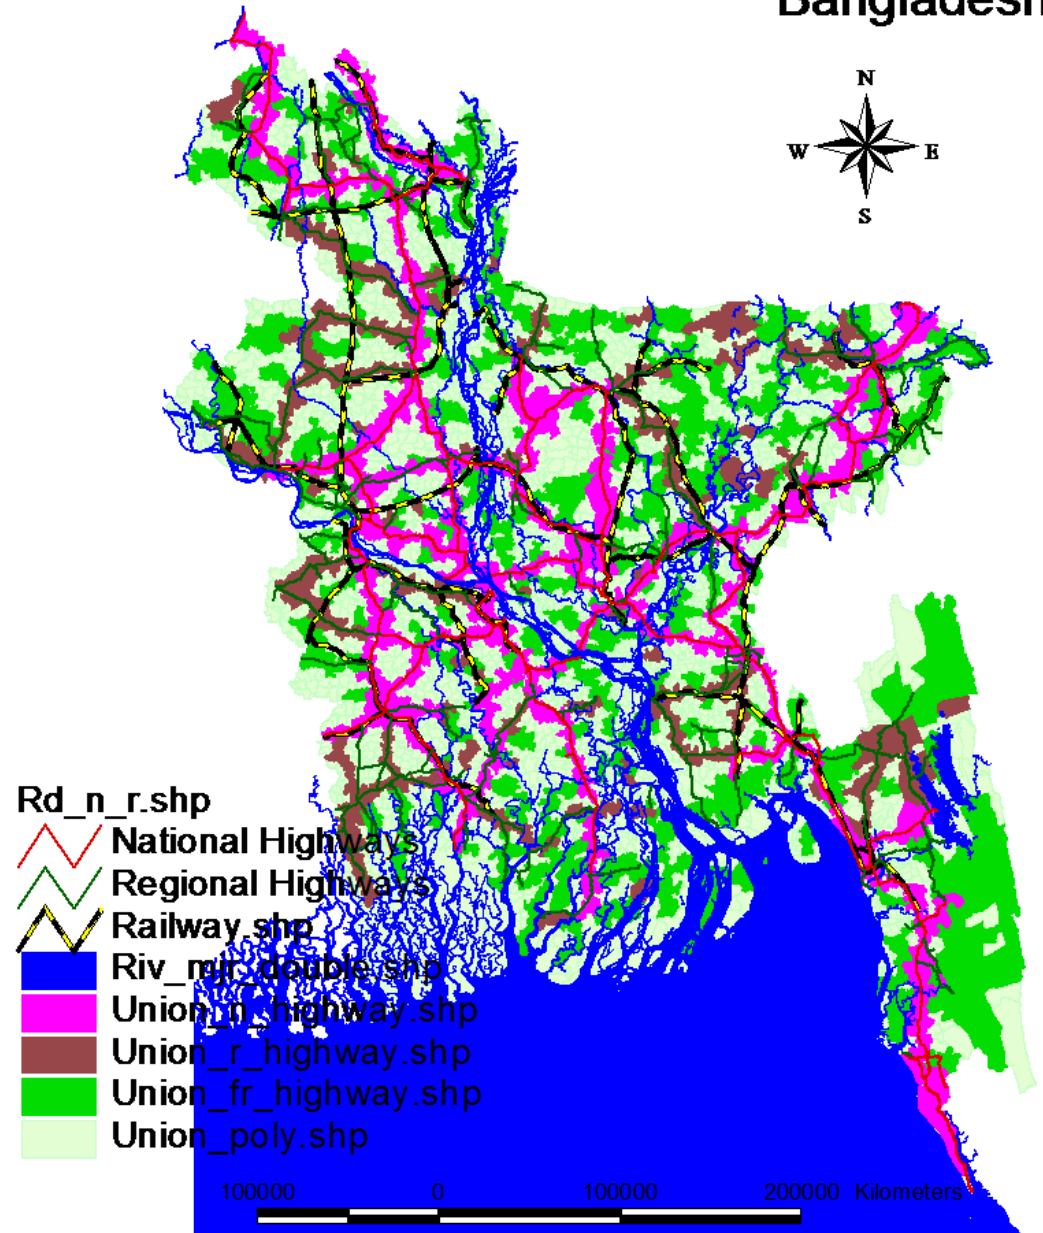 Bangladesh
N
W E
S
Rd_n_r.shp
National Highways
Regional Highways
Railway.shp
Riv_mjr_double.shp
Union_n_highway.shp
Union_r_highway.shp
Union_fr_highway.shp
Union_poly.shp
100000 0 100000 200000 Kilometers